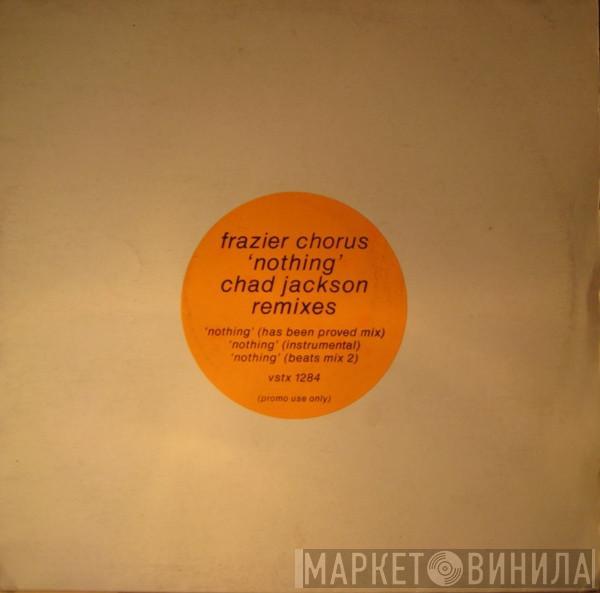 frazier chorus
‘nothing’
chad jackson
remixes
‘nothing’ (has been proved mix)
‘nothing’ (instrumental)
‘nothing’ (beats mix 2)
vstx 1284
(promo use only)
МАРКЕТ ВИНИЛА